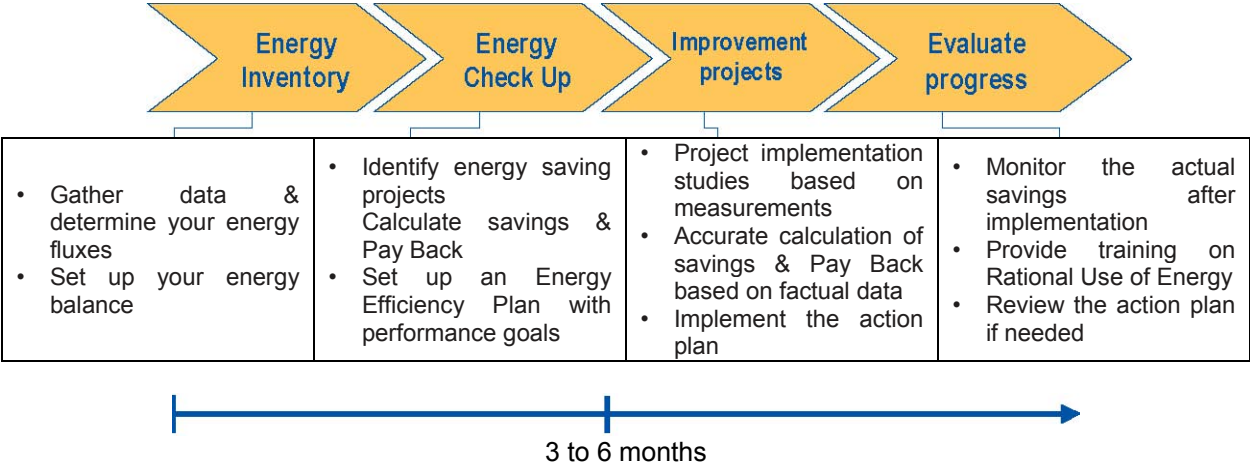 Energy
Inventory
Energy
Check Up
Improvement
projects
Evaluate
progress
• Gather data &
determine your energy
fluxes
• Set up your energy
balance
• Identify energy saving
projects
Calculate savings &
Pay Back
• Set up an Energy
Efficiency Plan with
performance goals
• Project implementation
studies based on
measurements
• Accurate calculation of
savings & Pay Back
based on factual data
• Implement the action
plan
• Monitor the actual
savings after
implementation
• Provide training on
Rational Use of Energy
• Review the action plan
if needed
3 to 6 months